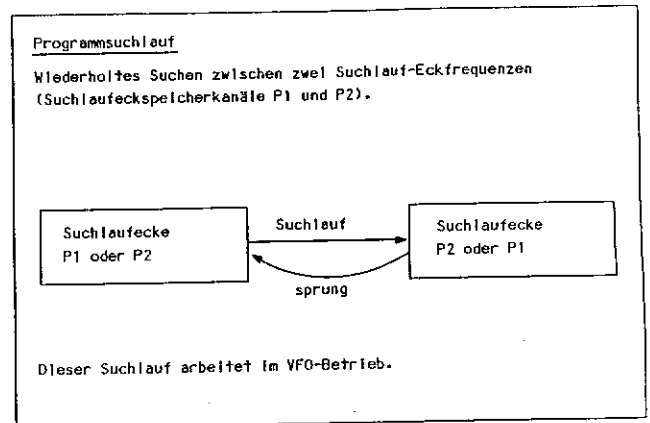 Programmsuchlauf
Wiederholtes Suchen zwischen zwei Suchlauf-Eckfrequenzen
(Suchlaufeckspeicherkanäle P1 und P2).
Suchlaufecke
P1 oder P2
Suchlauf
sprung
Suchlaufecke
P2 oder P1
Dieser Suchlauf arbeitet im VFO-Betrieb.